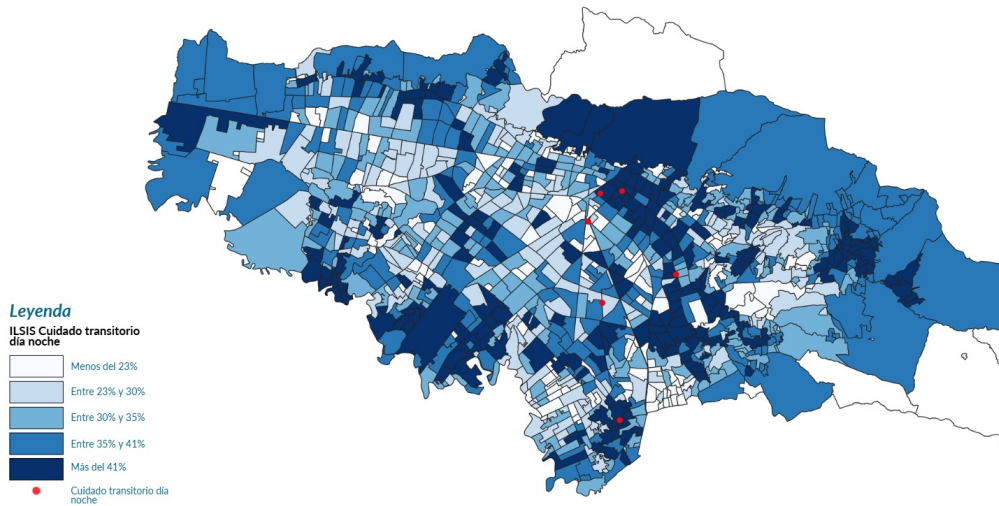 Leyenda
ILSIS Cuidado transitorio
día noche
Menos del 23%
Entre 23% y 30%
Entre 30% y 35%
Entre 35% y 41%
Más del 41%
Cuidado transitorio día
noche